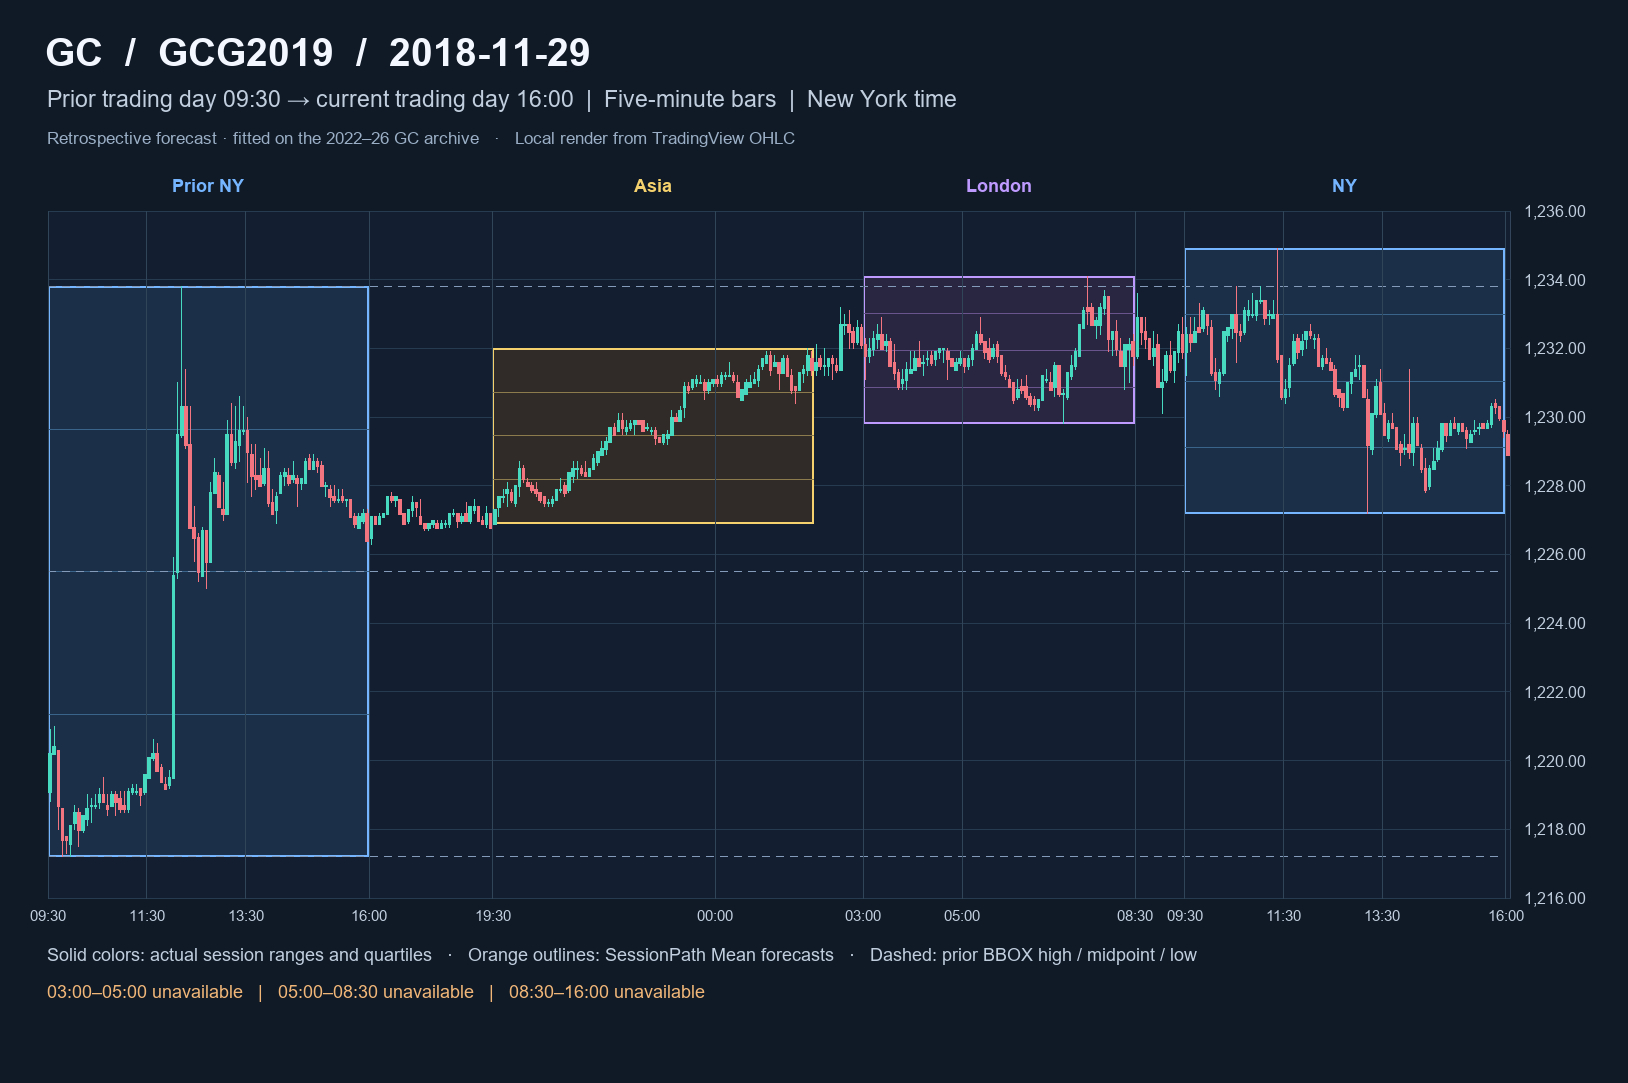 GC / GCG2019 / 2018-11-29
Prior trading day 09:30 → current trading day 16:00 | Five-minute bars | New York time
Retrospective forecast · fitted on the 2022–26 GC archive · Local render from TradingView OHLC
Prior NY Asia London NY
1,236.00
1,234.00
1,232.00
1,230.00
1,228.00
1,226.00
1,224.00
1,222.00
1,220.00
1,218.00
1,216.00
09:30 11:30 13:30 16:00 19:30 00:00 03:00 05:00 08:30 09:30 11:30 13:30 16:00
Solid colors: actual session ranges and quartiles · Orange outlines: SessionPath Mean forecasts · Dashed: prior BBOX high / midpoint / low
03:00–05:00 unavailable | 05:00–08:30 unavailable | 08:30–16:00 unavailable